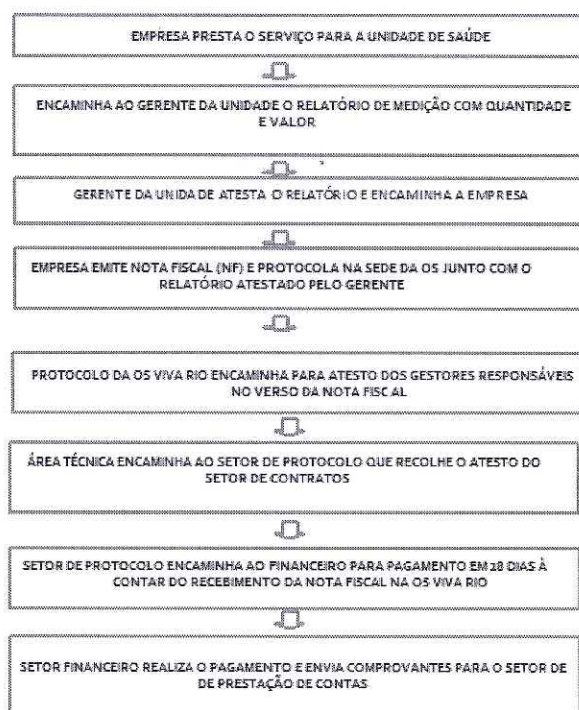 EMPRESA PRESTA O SERVIÇO PARA A UNIDADE DE SAÚDE
ENCAMINHA AO GERENTE DA UNIDADE O RELATÓRIO DE MEDIÇÃO COM QUANTIDADE
E VALOR
GERENTE DA UNIDADE ATESTA O RELATÓRIO E ENCAMINHA A EMPRESA
EMPRESA EMITE NOTA FISCAL (NF) E PROTOCOLA NA SEDE DA OS JUNTO COM O
RELATÓRIO ATESTADO PELO GERENTE
PROTOCOLO DA OS VIVA RIO ENCAMINHA PARA ATESTO DOS GESTORES RESPONSÁVEIS
NO VERSO DA NOTA FISCAL
ÁREA TÉCNICA ENCAMINHA AO SETOR DE PROTOCOLO QUE RECOLHE O ATESTO DO
SETOR DE CONTRATOS
SETOR DE PROTOCOLO ENCAMINHA AO FINANCEIRO PARA PAGAMENTO EM 28 DIAS À
CONTAR DO RECEBIMENTO DA NOTA FISCAL NA OS VIVA RIO
SETOR FINANCEIRO REALIZA O PAGAMENTO E ENVIA COMPROVANTES PARA O SETOR DE
DE PRESTAÇÃO DE CONTAS